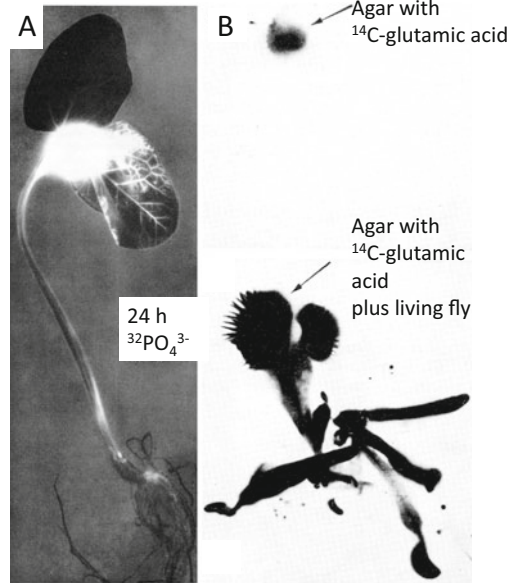 A
B
Agar with
¹⁴C-glutamic acid
Agar with
¹⁴C-glutamic
acid
plus living fly
24 h
³²PO₄³⁻